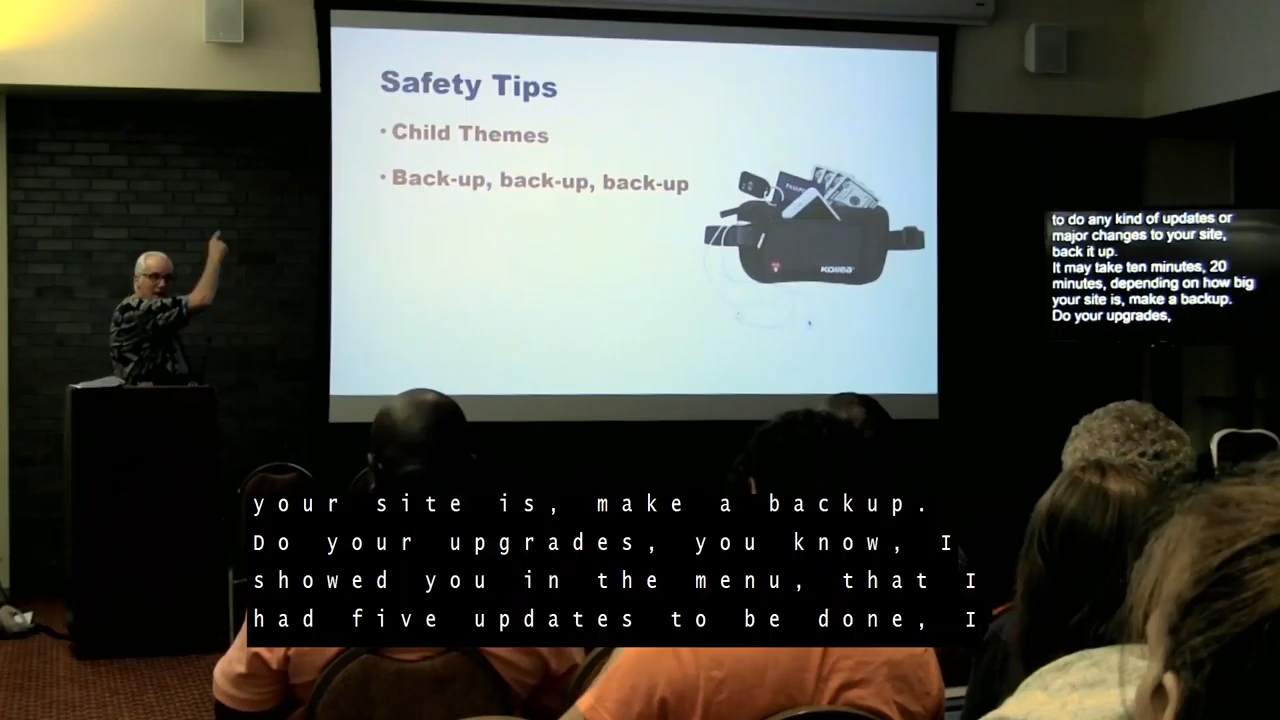 Safety Tips
• Child Themes
• Back-up, back-up, back-up
to do any kind of updates or
major changes to your site,
back it up.
It may take ten minutes, 20
minutes, depending on how big
your site is, make a backup.
Do your upgrades,
your site is, make a backup.
Do your upgrades, you know, I
showed you in the menu, that I
had five updates to be done, I